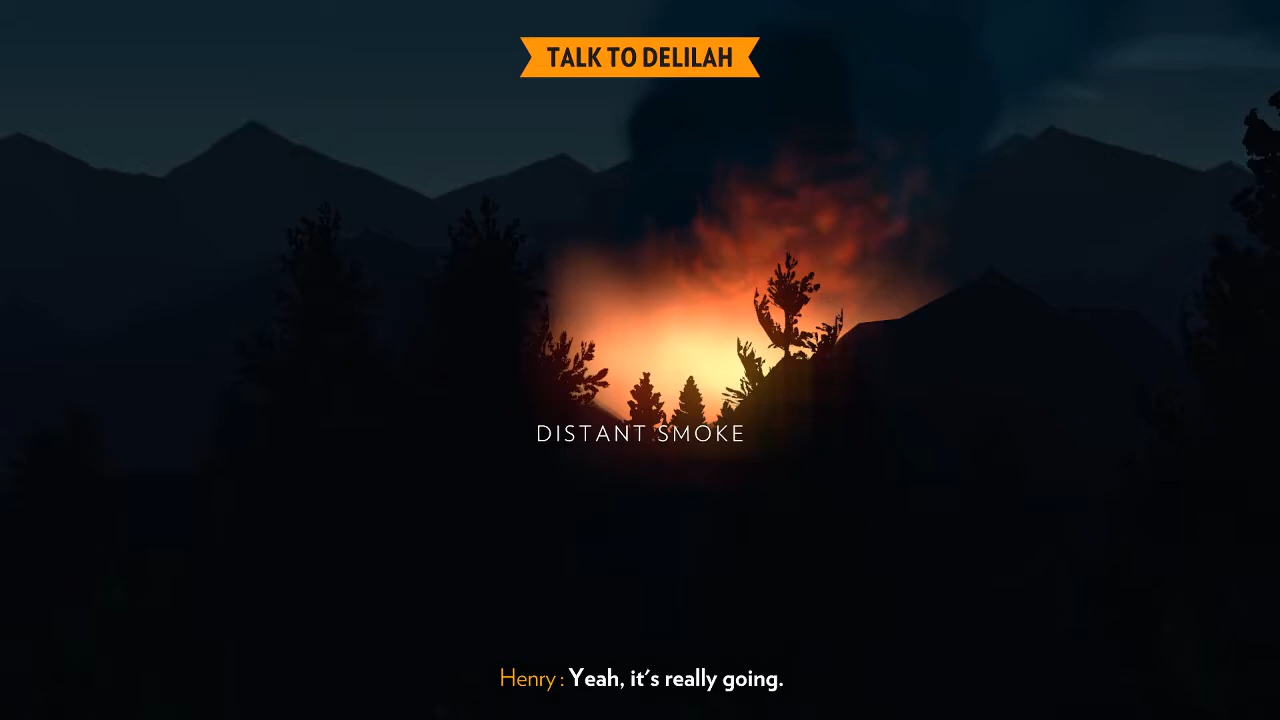 TALK TO DELILAH
DISTANT SMOKE
Henry : Yeah, it's really going.